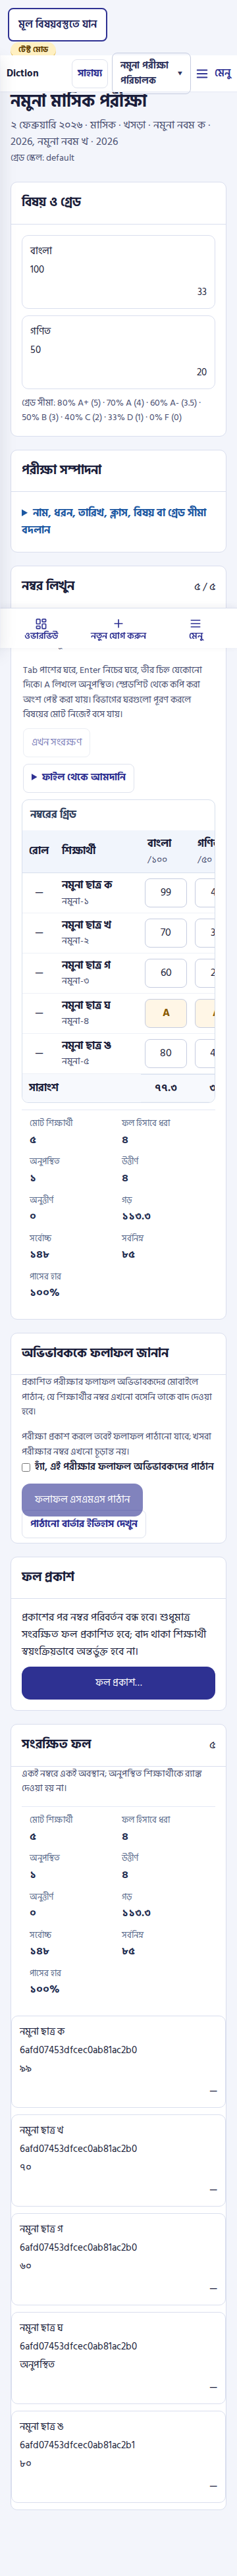 মূল বিষয়বস্তুতে যান
টেস্ট মোড
Diction
সাহায্য
নমুনা পরীক্ষা
পরিচালক
মেনু
নমুনা মাসিক পরীক্ষা
২ ফেব্রুয়ারি ২০২৬ · মাসিক · খসড়া · নমুনা নবম ক ·
2026, নমুনা নবম খ · 2026
গ্রেড স্কেল: default
বিষয় ও গ্রেড
বাংলা
100
33
গণিত
50
20
গ্রেড সীমা: 80% A+ (5) · 70% A (4) · 60% A- (3.5) ·
50% B (3) · 40% C (2) · 33% D (1) · 0% F (0)
পরীক্ষা সম্পাদনা
নাম, ধরন, তারিখ, ক্লাস, বিষয় বা গ্রেড সীমা
বদলান
নম্বর লিখুন
৫ / ৫
ওভারভিউ
নতুন যোগ করুন
মেনু
Tab পাশের ঘরে, Enter নিচের ঘরে, তীর চিহ্ন যেকোনো
দিকে। A লিখলে অনুপস্থিত। স্প্রেডশিট থেকে কপি করা
অংশ পেস্ট করা যায়। বিভাগের ঘরগুলো পূরণ করলে
বিষয়ের মোট নিজেই বসে যায়।
এখন সংরক্ষণ
ফাইল থেকে আমদানি
নম্বরের গ্রিড
রোল
শিক্ষার্থী
বাংলা
/১০০
/৫০
—
নমুনা ছাত্র ক
নমুনা-১
99
—
নমুনা ছাত্র খ
নমুনা-২
70
—
নমুনা ছাত্র গ
নমুনা-৩
60
—
নমুনা ছাত্র ঘ
নমুনা-৪
A
—
নমুনা ছাত্র ঙ
নমুনা-৫
80
সারাংশ
৭৭.৩
মোট শিক্ষার্থী
৫
ফল হিসাবে ধরা
৪
অনুপস্থিত
১
উত্তীর্ণ
৪
অনুত্তীর্ণ
০
গড়
১১৩.৩
সর্বোচ্চ
১৪৮
সর্বনিম্ন
৮৫
পাসের হার
১০০%
অভিভাবককে ফলাফল জানান
প্রকাশিত পরীক্ষার ফলাফল অভিভাবকদের মোবাইলে
পাঠান; যে শিক্ষার্থীর নম্বর এখনো বসেনি তাকে বাদ দেওয়া
হবে।
পরীক্ষা প্রকাশ করলে তবেই ফলাফল পাঠানো যাবে; খসরা
পরীক্ষার নম্বর এখনো চূড়ান্ত নয়।
হ্যাঁ, এই পরীক্ষার ফলাফল অভিভাবকদের পাঠান
ফলাফল এসএমএস পাঠান
পাঠানো বার্তার ইতিহাস দেখুন
ফল প্রকাশ
প্রকাশের পর নম্বর পরিবর্তন বন্ধ হবে। শুধুমাত্র
সংরক্ষিত ফল প্রকাশিত হবে; বাদ থাকা শিক্ষার্থী
স্বয়ংক্রিয়ভাবে অন্তর্ভুক্ত হবে না।
ফল প্রকাশ…
সংরক্ষিত ফল
৫
একই নম্বরে একই অবস্থান; অনুপস্থিত শিক্ষার্থীকে র‍্যাঙ্ক
দেওয়া হয় না।
মোট শিক্ষার্থী
৫
ফল হিসাবে ধরা
৪
অনুপস্থিত
১
উত্তীর্ণ
৪
অনুত্তীর্ণ
০
গড়
১১৩.৩
সর্বোচ্চ
১৪৮
সর্বনিম্ন
৮৫
পাসের হার
১০০%
নমুনা ছাত্র ক
6afd07453dfcec0ab81ac2b0
৯৯
—
নমুনা ছাত্র খ
6afd07453dfcec0ab81ac2b0
৭০
—
নমুনা ছাত্র গ
6afd07453dfcec0ab81ac2b0
৬০
—
নমুনা ছাত্র ঘ
6afd07453dfcec0ab81ac2b0
অনুপস্থিত
—
নমুনা ছাত্র ঙ
6afd07453dfcec0ab81ac2b1
৮০
—